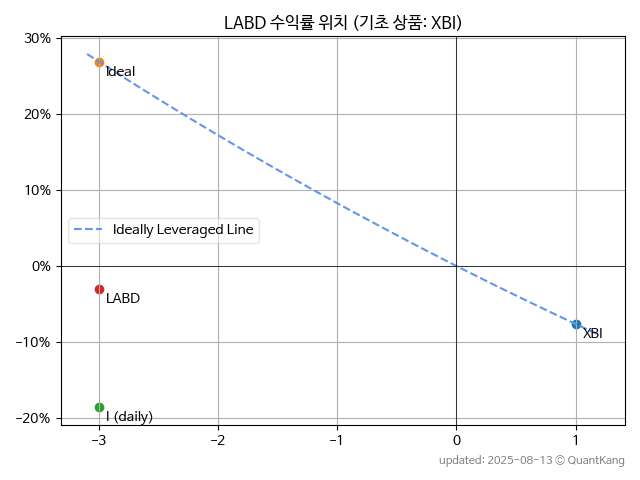 LABD 수익률 위치 (기초 상품: XBI)
30%
20%
10%
0%
−10%
−20%
Ideal
Ideally Leveraged Line
LABD
XBI
I (daily)
−3
−2
−1
0
1
updated: 2025-08-13 © QuantKang